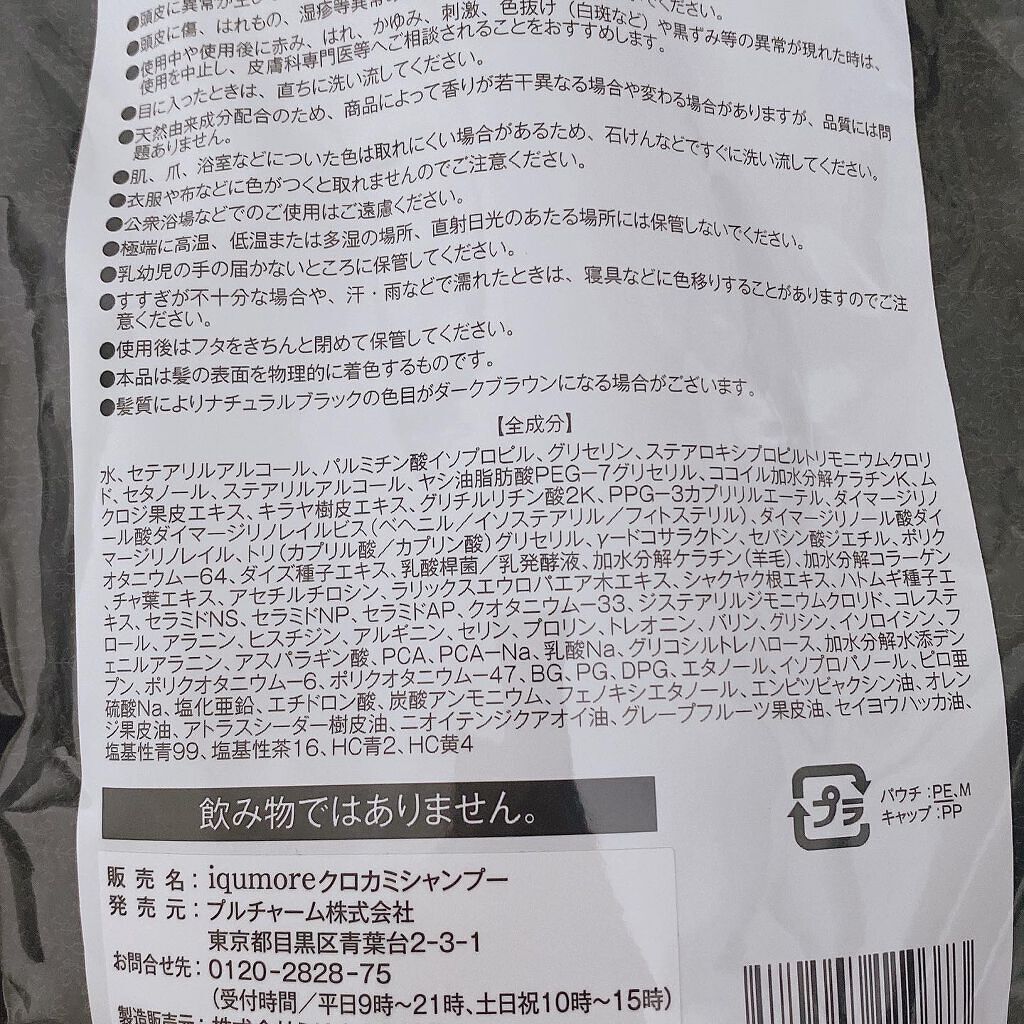 ●頭皮に異常が
●頭皮に傷、はれもの、湿疹等異常
●使用中や使用後に赤み、はれ、かゆみ、刺激、色抜け（白斑など）や黒ずみ等の異常が現れた時は、
使用を中止し、皮膚科専門医等へご相談されることをおすすめします。
●目に入ったときは、直ちに洗い流してください。
●天然由来成分配合のため、商品によって香りが若干異なる場合や変わる場合がありますが、品質には問
題ありません。
●肌、爪、浴室などについた色は取れにくい場合があるため、石けんなどですぐに洗い流してください。
●衣服や布などに色がつくと取れませんのでご注意ください。
●公衆浴場などでのご使用はご遠慮ください。
●極端に高温、低温または多湿の場所、直射日光のあたる場所には保管しないでください。
●乳幼児の手の届かないところに保管してください。
●すすぎが不十分な場合や、汗・雨などで濡れたときは、寝具などに色移りすることがありますのでご注
意ください。
●使用後はフタをきちんと閉めて保管してください。
●本品は髪の表面を物理的に着色するものです。
●髪質によりナチュラルブラックの色目がダークブラウンになる場合がございます。
【全成分】
水、セテアリルアルコール、パルミチン酸イソプロピル、グリセリン、ステアロキシプロピルトリモニウムクロリ
ド、セタノール、ステアリルアルコール、ヤシ油脂肪酸PEG-7グリセリル、ココイル加水分解ケラチンK、ム
クロジ果皮エキス、キラヤ樹皮エキス、グリチルリチン酸2K、PPG-3カプリリルエーテル、ダイマージリノ
ール酸ダイマージリノレイルビス(ベヘニル／イソステアリル／フィトステリル)、ダイマージリノール酸ダイ
マージリノレイル、トリ(カプリル酸／カプリン酸)グリセリル、γ-ドコサラクトン、セバシン酸ジエチル、ポリク
オタニウム-64、ダイズ種子エキス、乳酸桿菌／乳発酵液、加水分解ケラチン(羊毛)、加水分解コラーゲン
、チャ葉エキス、アセチルチロシン、ラリックスエウロパエア木エキス、シャクヤク根エキス、ハトムギ種子エ
キス、セラミドNS、セラミドNP、セラミドAP、クオタニウム-33、ジステアリルジモニウムクロリド、コレステ
ロール、アラニン、ヒスチジン、アルギニン、セリン、プロリン、トレオニン、バリン、グリシン、イソロイシン、フ
ェニルアラニン、アスパラギン酸、PCA、PCA-Na、乳酸Na、グリコシルトレハロース、加水分解水添デン
プン、ポリクオタニウム-6、ポリクオタニウム-47、BG、PG、DPG、エタノール、イソプロパノール、ピロ亜
硫酸Na、塩化亜鉛、エチドロン酸、炭酸アンモニウム、フェノキシエタノール、エンピツビャクシン油、オレン
ジ果皮油、アトラスシーダー樹皮油、ニオイテンジクアオイ油、グレープフルーツ果皮油、セイヨウハッカ油、
塩基性青99、塩基性茶16、HC青2、HC黄4
飲み物ではありません。
プラ
パウチ：PE、M
キャップ：PP
販売名：iqumoreクロカミシャンプー
発売元：プルチャーム株式会社
東京都目黒区青葉台2-3-1
お問合せ先：0120-2828-75
（受付時間／平日9時～21時、土日祝10時～15時）
製造販売元：株式会社